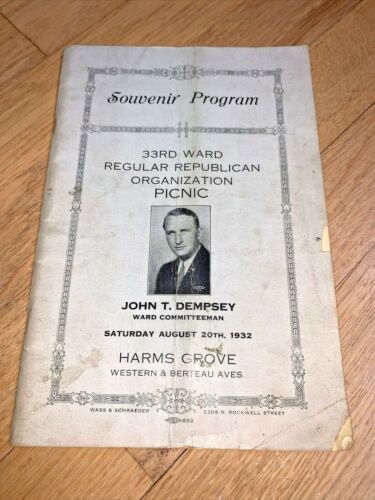 Souvenir Program
33RD WARD
REGULAR REPUBLICAN
ORGANIZATION
PICNIC
JOHN T. DEMPSEY
WARD COMMITTEEMAN
SATURDAY AUGUST 20TH, 1932
HARMS GROVE
WESTERN & BERTEAU AVES.
WASS & SCHRAEDER 2309 N. ROCKWELL STREET